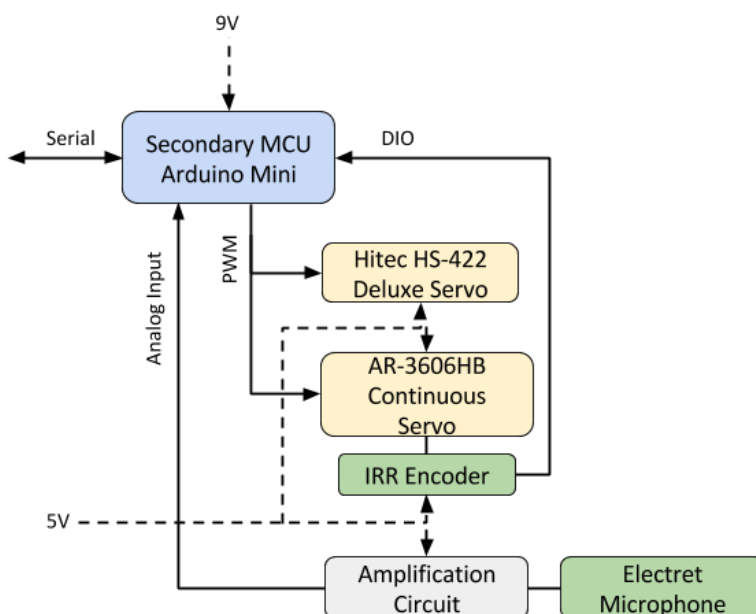 9V
Serial
Secondary MCU
Arduino Mini
DIO
Analog Input
PWM
Hitec HS-422
Deluxe Servo
AR-3606HB
Continuous
Servo
IRR Encoder
5V
Amplification
Circuit
Electret
Microphone